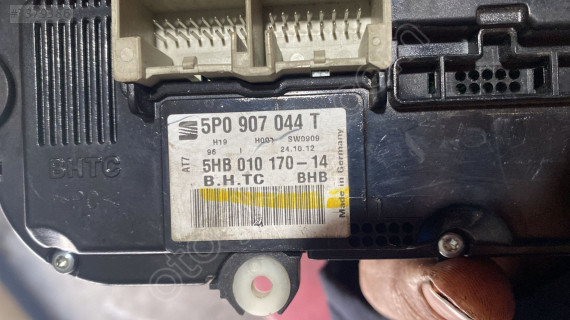 5P0 907 044 T
H19 H003 SW0009
96 I 24.10.12
AT7
5HB 010 170-14
B.H.TC BHB
Made in Germany
BHTC